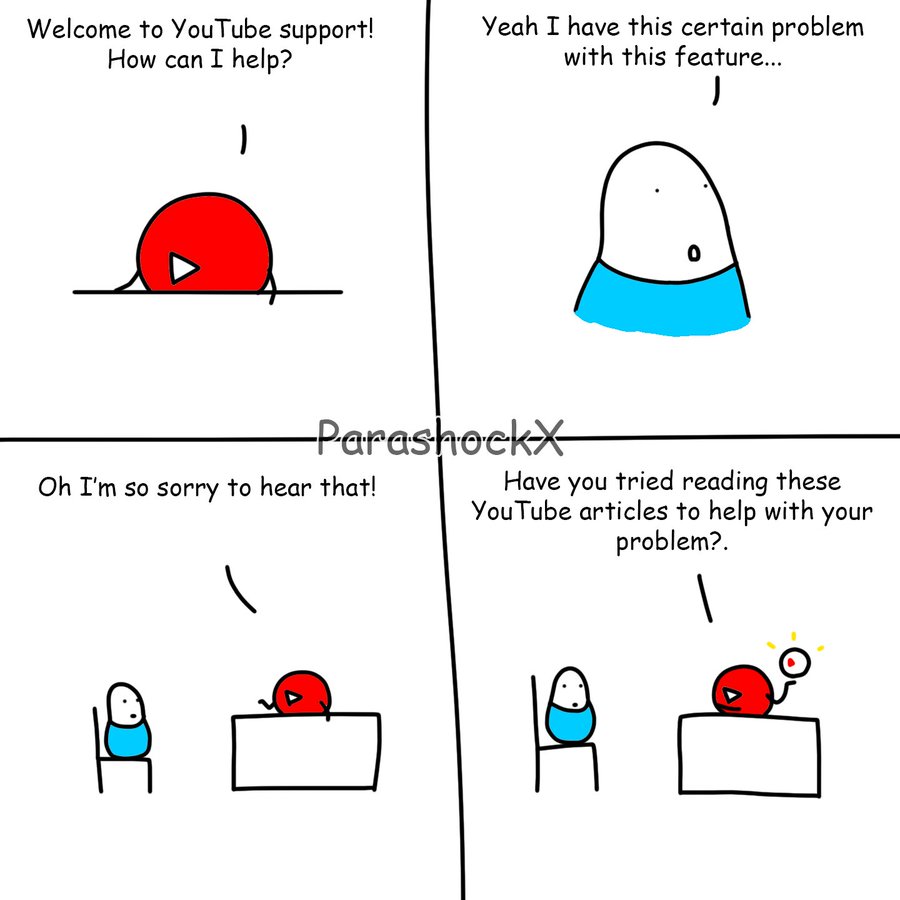 Welcome to YouTube support!
How can I help?
Yeah I have this certain problem
with this feature...
ParashockX
Oh I'm so sorry to hear that!
Have you tried reading these
YouTube articles to help with your
problem?.